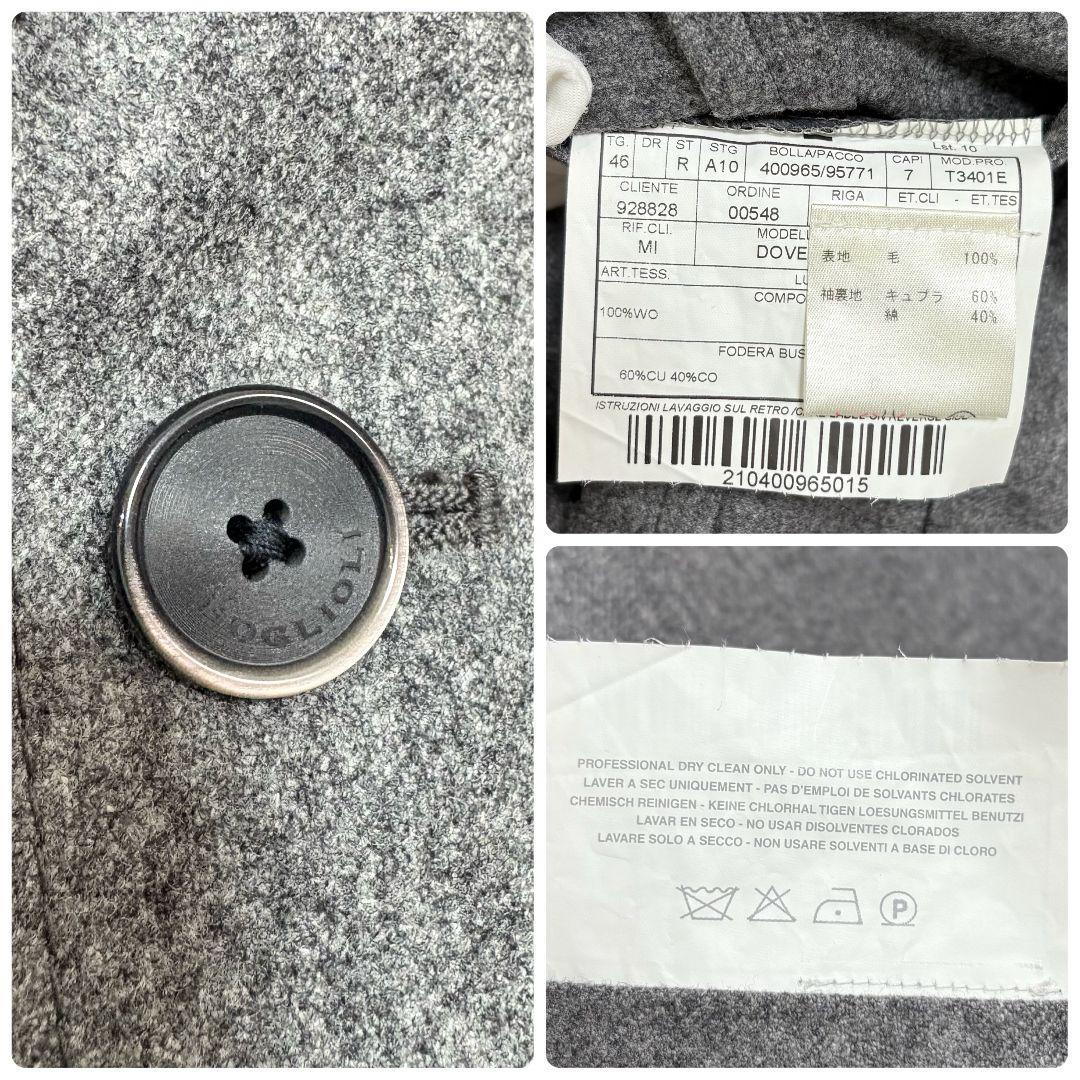 BOGLIOLI
Lst. 10
TG. DR ST STG BOLLA/PACCO CAPI MOD.PRO.
46 R A10 400965/95771 7 T3401E
CLIENTE ORDINE RIGA ET.CLI - ET.TES
928828 00548
RIF.CLI. MODELL
MI DOVE
ART.TESS. LU
COMPO
100%WO
FODERA BUS
60%CU 40%CO
表地 毛 100%
袖裏地 キュプラ 60%
綿 40%
ISTRUZIONI LAVAGGIO SUL RETRO
210400965015
PROFESSIONAL DRY CLEAN ONLY - DO NOT USE CHLORINATED SOLVENT
LAVER A SEC UNIQUEMENT - PAS D'EMPLOI DE SOLVANTS CHLORATES
CHEMISCH REINIGEN - KEINE CHLORHAL TIGEN LOESUNGSMITTEL BENUTZI
LAVAR EN SECO - NO USAR DISOLVENTES CLORADOS
LAVARE SOLO A SECCO - NON USARE SOLVENTI A BASE DI CLORO
P